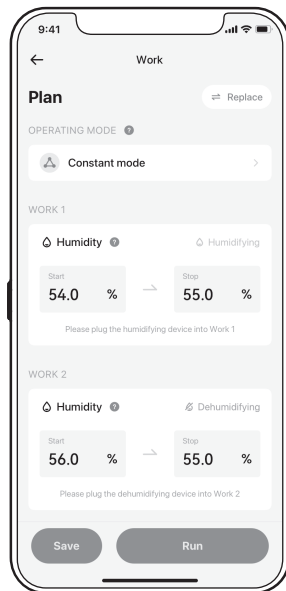 9:41
Work
Plan
Replace
OPERATING MODE ?
Constant mode
WORK 1
Humidity ? Humidifying
Start Stop
54.0 % 55.0 %
Please plug the humidifying device into Work 1
WORK 2
Humidity ? Dehumidifying
Start Stop
56.0 % 55.0 %
Please plug the dehumidifying device into Work 2
Save Run